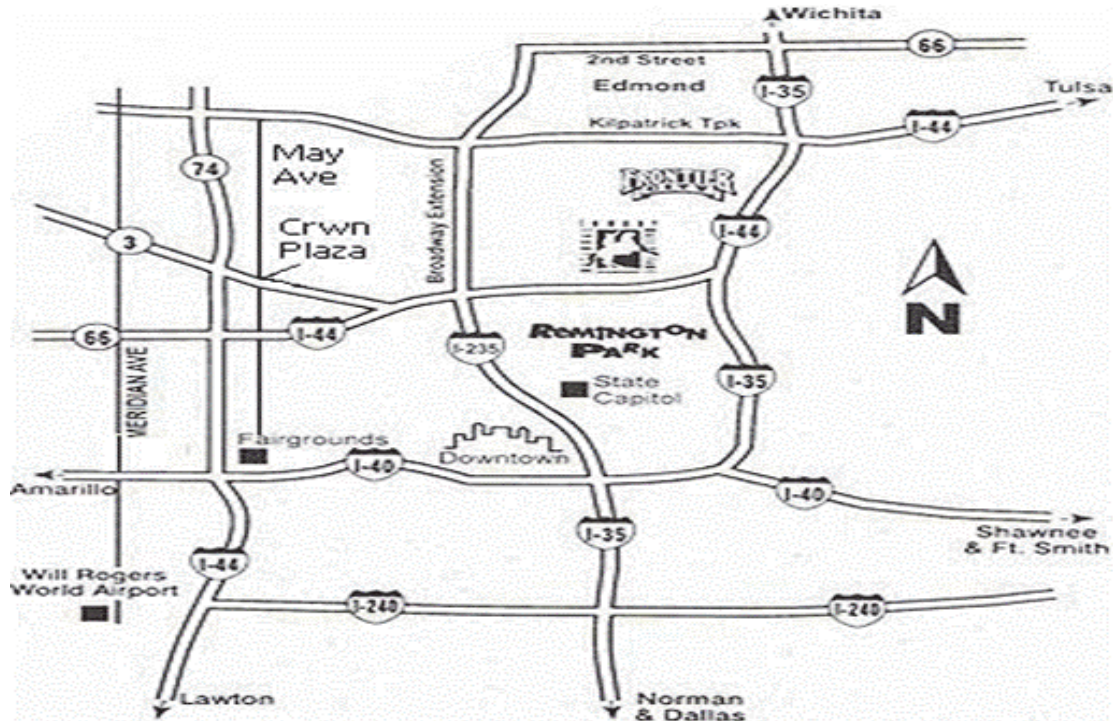 Wichita
66
2nd Street
Edmond
I-35
Tulsa
Kilpatrick Tpk
I-44
May
Ave
74
FRONTIER
Broadway Extension
Crwn
Plaza
3
I-44
N
66
I-44
I-235
REMINGTON
PARK
State
Capitol
I-35
MERIDIAN AVE
Fairgrounds
Downtown
I-40
Amarillo
I-40
Shawnee
& Ft. Smith
I-35
I-44
Will Rogers
World Airport
I-240
I-240
Lawton
Norman
& Dallas